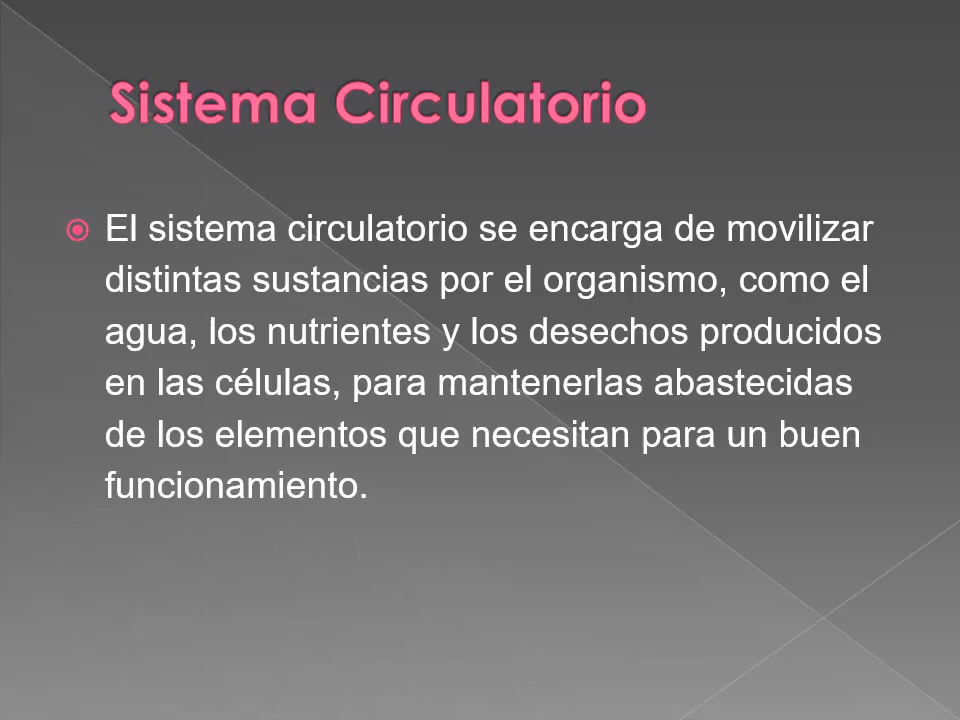 Sistema Circulatorio
El sistema circulatorio se encarga de movilizar
distintas sustancias por el organismo, como el
agua, los nutrientes y los desechos producidos
en las células, para mantenerlas abastecidas
de los elementos que necesitan para un buen
funcionamiento.